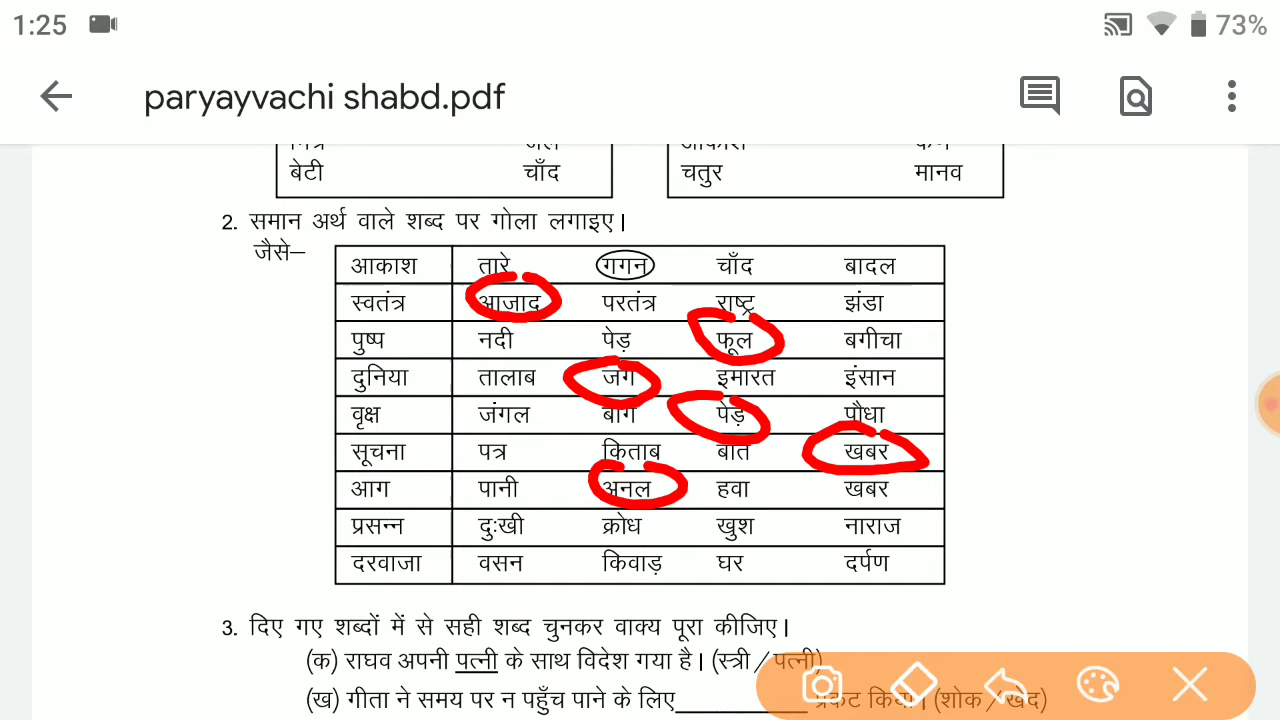 1:25 73%
paryayvachi shabd.pdf
बेटी चाँद चतुर मानव
2. समान अर्थ वाले शब्द पर गोला लगाइए।
जैसे–
आकाश तारे गगन चाँद बादल
स्वतंत्र आजाद परतंत्र राष्ट्र झंडा
पुष्प नदी पेड़ फूल बगीचा
दुनिया तालाब जग इमारत इंसान
वृक्ष जंगल बाग पेड़ पौधा
सूचना पत्र किताब बात खबर
आग पानी अनल हवा खबर
प्रसन्न दुःखी क्रोध खुश नाराज
दरवाजा वसन किवाड़ घर दर्पण
3. दिए गए शब्दों में से सही शब्द चुनकर वाक्य पूरा कीजिए।
(क) राघव अपनी पत्नी के साथ विदेश गया है। (स्त्री/पत्नी)
(ख) गीता ने समय पर न पहुँच पाने के लिए__________ प्रकट किया। (शोक/खेद)